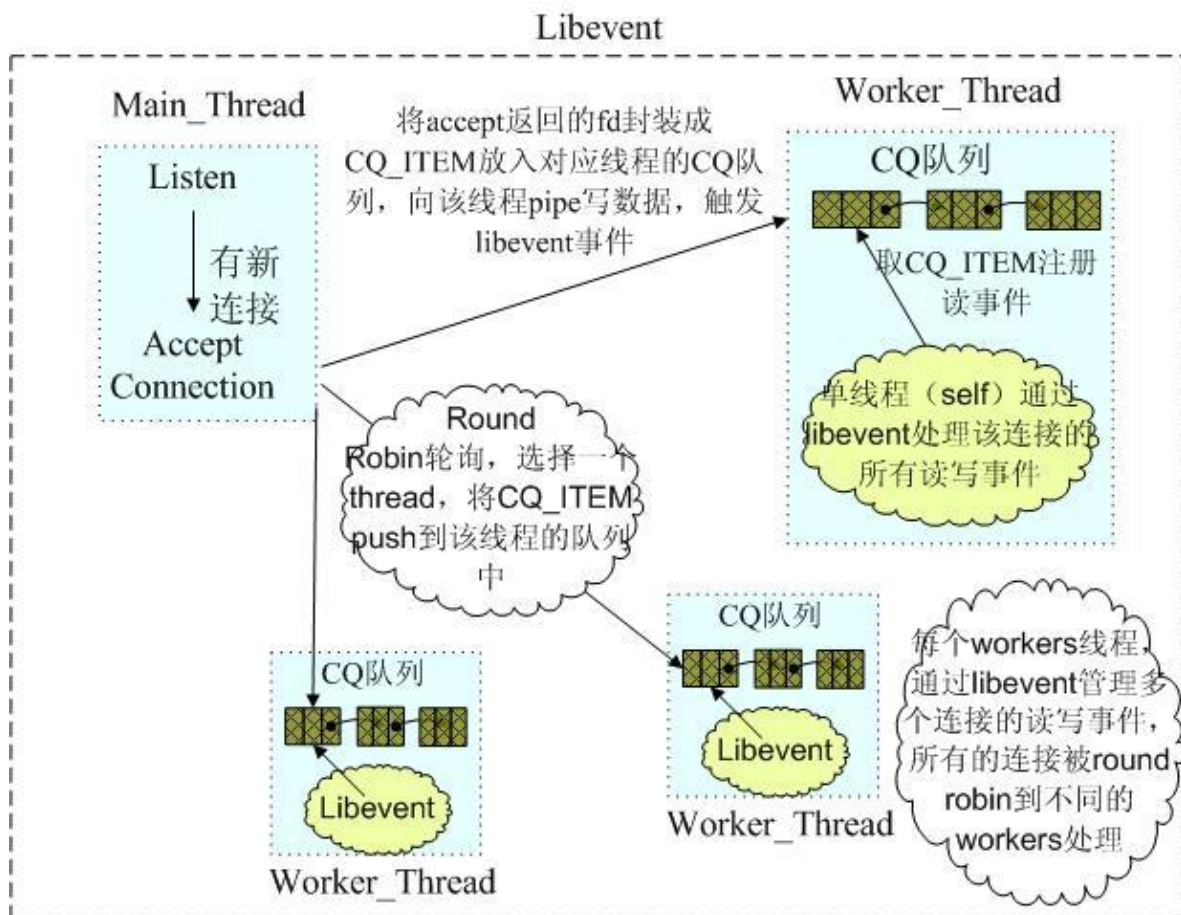 Libevent
Main_Thread
Listen
有新
连接
Accept
Connection
将accept返回的fd封装成
CQ_ITEM放入对应线程的CQ队
列，向该线程pipe写数据，触发
libevent事件
Worker_Thread
CQ队列
取CQ_ITEM注册
读事件
单线程（self）通过
libevent处理该连接的
所有读写事件
Round
Robin轮询，选择一个
thread，将CQ_ITEM
push到该线程的队列
中
CQ队列
Libevent
Worker_Thread
CQ队列
Libevent
Worker_Thread
每个workers线程，
通过libevent管理多
个连接的读写事件，
所有的连接被round
robin到不同的
workers处理